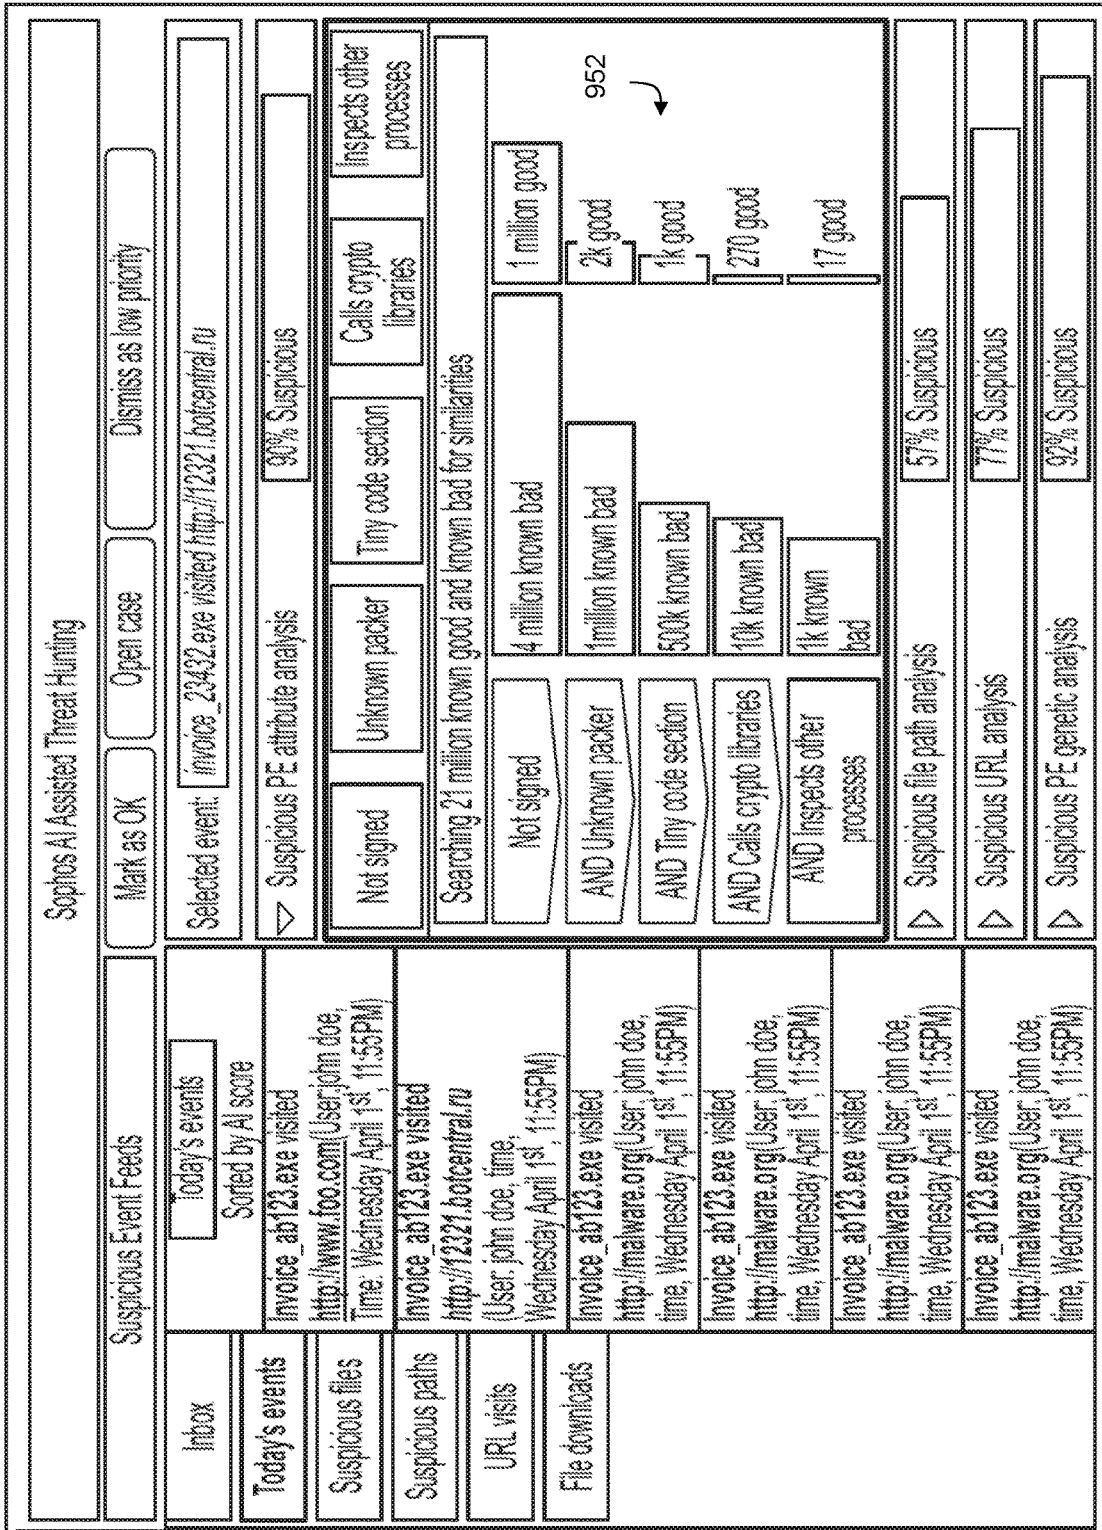 Sophos AI Assisted Threat Hunting
Suspicious Event Feeds
Mark as OK
Open case
Dismiss as low priority
Inbox
Today's events
Suspicious files
Suspicious paths
URL visits
File downloads
Today's events
Sorted by AI score
Invoice_ab123.exe visited
http://www.foo.com(User:john doe,
Time: Wednesday April 1st, 11:55PM)
Invoice_ab123.exe visited
http://12321.botcentral.ru
(User: john doe, time,
Wednesday April 1st, 11:55PM)
Invoice_ab123.exe visited
http://malware.org(User: john doe,
time, Wednesday April 1st, 11:55PM)
Invoice_ab123.exe visited
http://malware.org(User: john doe,
time, Wednesday April 1st, 11:55PM)
Invoice_ab123.exe visited
http://malware.org(User: john doe,
time, Wednesday April 1st, 11:55PM)
Invoice_ab123.exe visited
http://malware.org(User: john doe,
time, Wednesday April 1st, 11:55PM)
Selected event: invoice_23432.exe visited http://12321.botcentral.ru
Suspicious PE attribute analysis 90% Suspicious
Not signed
Unknown packer
Tiny code section
Calls crypto
libraries
Inspects other
processes
Searching 21 million known good and known bad for similarities
Not signed 4 million known bad 1 million good
AND Unknown packer 1million known bad 2k good
AND Tiny code section 500k known bad 1k good
AND Calls crypto libraries 10k known bad 270 good
AND Inspects other
processes
1k known
bad
17 good
952
Suspicious file path analysis 57% Suspicious
Suspicious URL analysis 77% Suspicious
Suspicious PE genetic analysis 92% Suspicious